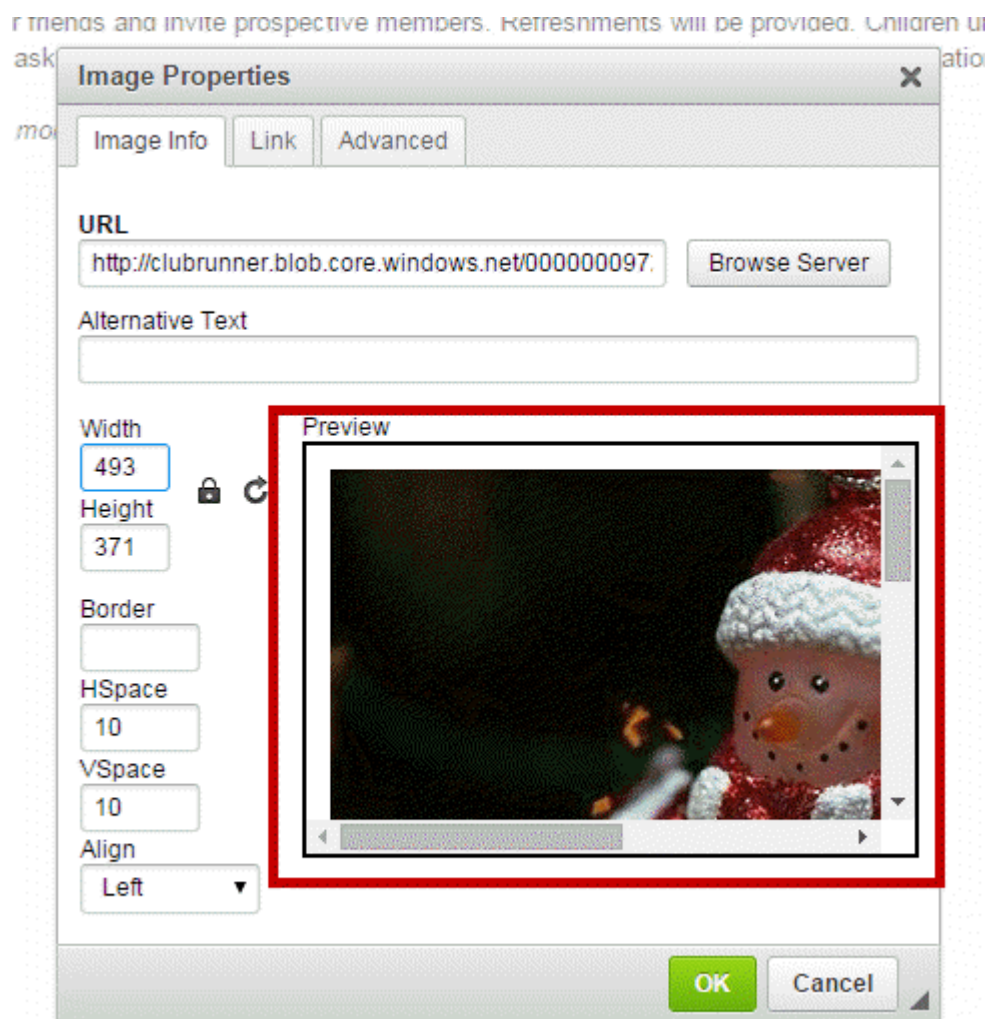 r friends and invite prospective members. Refreshments will be provided. Children u
ask
Image Properties
atio
mo
Image Info Link Advanced
URL
http://clubrunner.blob.core.windows.net/000000097
Browse Server
Alternative Text
Width
493
Height
371
Preview
Border
HSpace
10
VSpace
10
Align
Left
OK Cancel